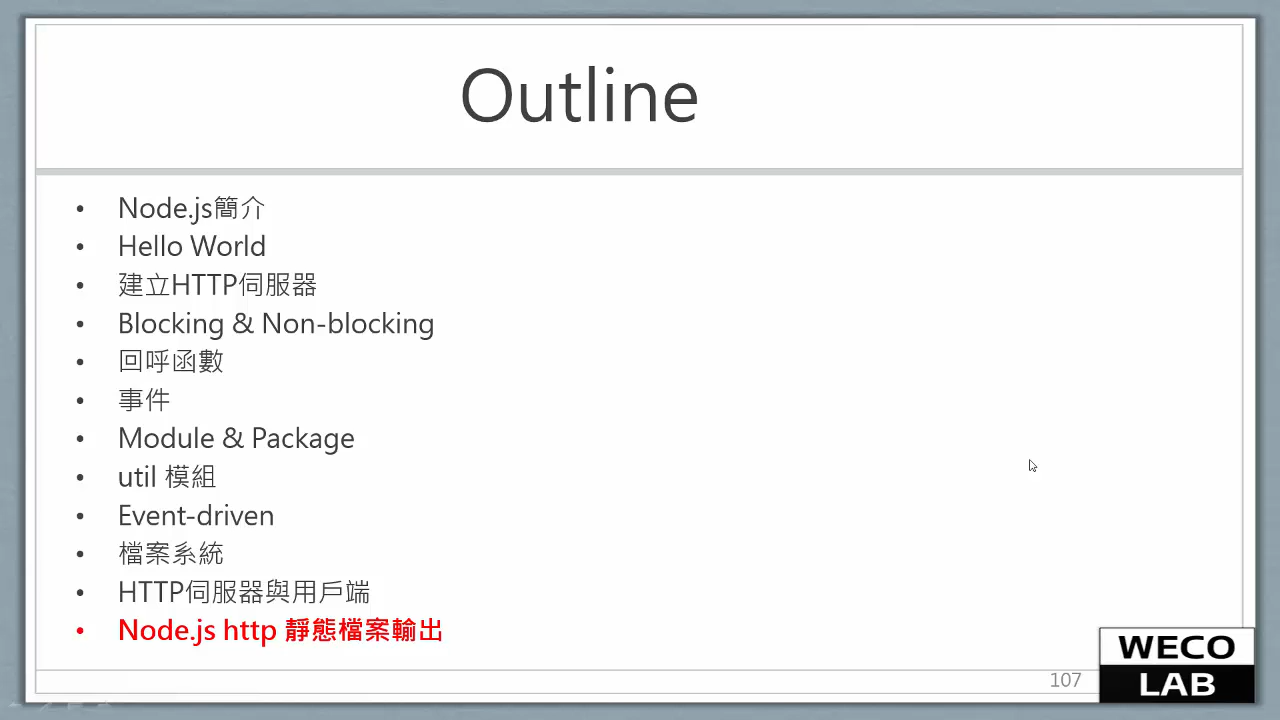 Outline
• Node.js簡介
• Hello World
• 建立HTTP伺服器
• Blocking & Non-blocking
• 回呼函數
• 事件
• Module & Package
• util 模組
• Event-driven
• 檔案系統
• HTTP伺服器與用戶端
• Node.js http 靜態檔案輸出
107
WECO
LAB